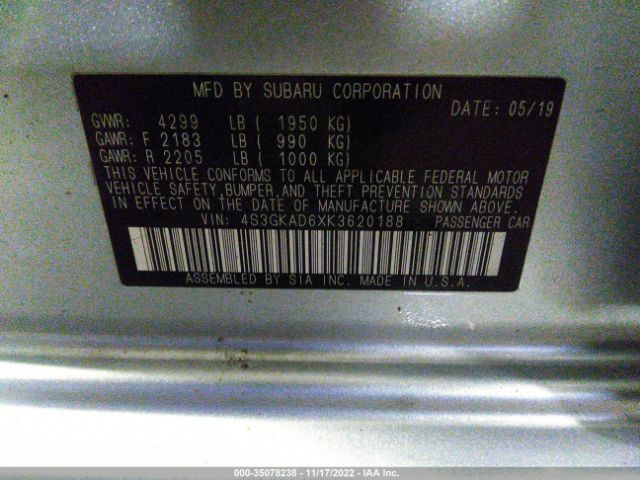 MFD BY SUBARU CORPORATION
DATE: 05/19
GVWR: 4299 LB ( 1950 KG)
GAWR: F 2183 LB ( 990 KG)
GAWR: R 2205 LB ( 1000 KG)
THIS VEHICLE CONFORMS TO ALL APPLICABLE FEDERAL MOTOR
VEHICLE SAFETY, BUMPER, AND THEFT PREVENTION STANDARDS
IN EFFECT ON THE DATE OF MANUFACTURE SHOWN ABOVE.
VIN: 4S3GKAD6XK3620188 PASSENGER CAR
ASSEMBLED BY SIA INC. MADE IN U.S.A.
000-35078238 - 11/17/2022 - IAA Inc.